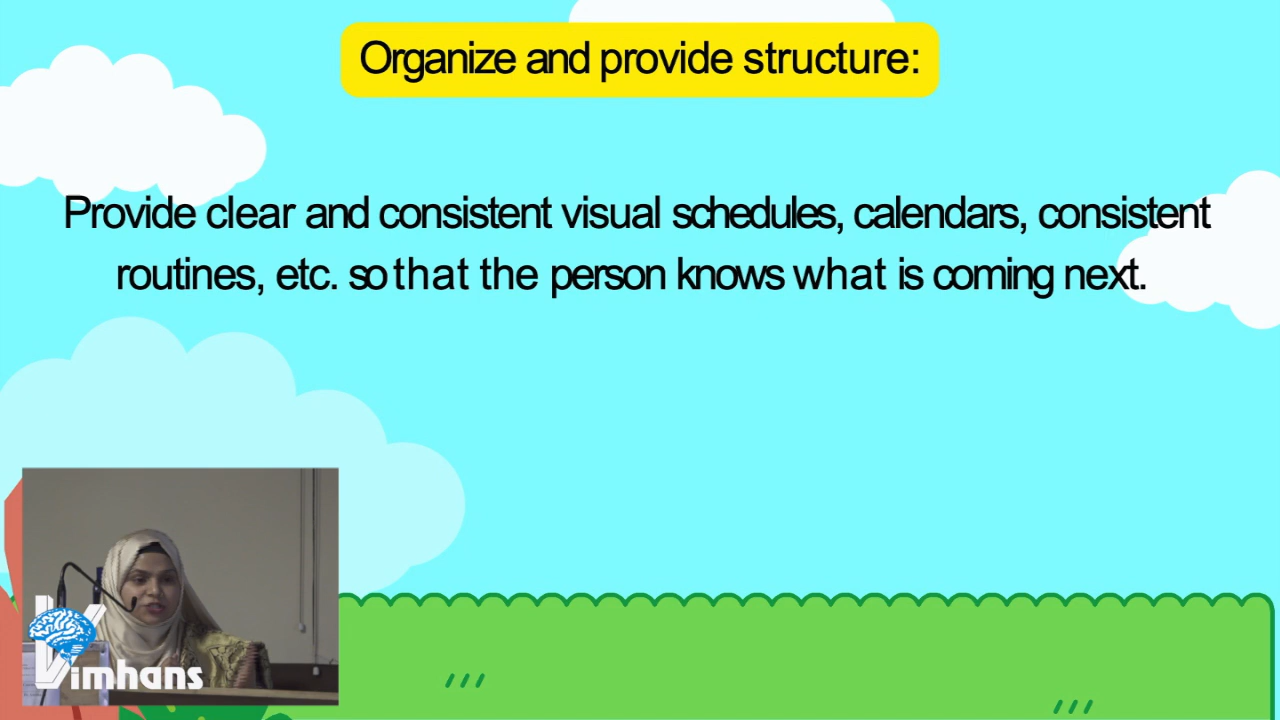 Organize and provide structure:
Provide clear and consistent visual schedules, calendars, consistent
routines, etc. so that the person knows what is coming next.
Vimhans